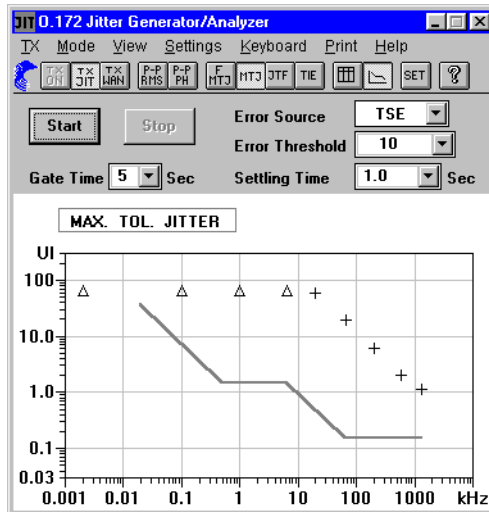 JIT O.172 Jitter Generator/Analyzer
TX Mode View Settings Keyboard Print Help
TX ON TX JIT TX WAN P-P RMS P-P PH F MTJ MTJ JTF TIE SET ?
Start Stop Error Source TSE
Error Threshold 10
Gate Time 5 Sec Settling Time 1.0 Sec
MAX. TOL. JITTER
UI
100
10.0
1.0
0.1
0.03
0.001 0.01 0.1 1 10 100 1000 kHz